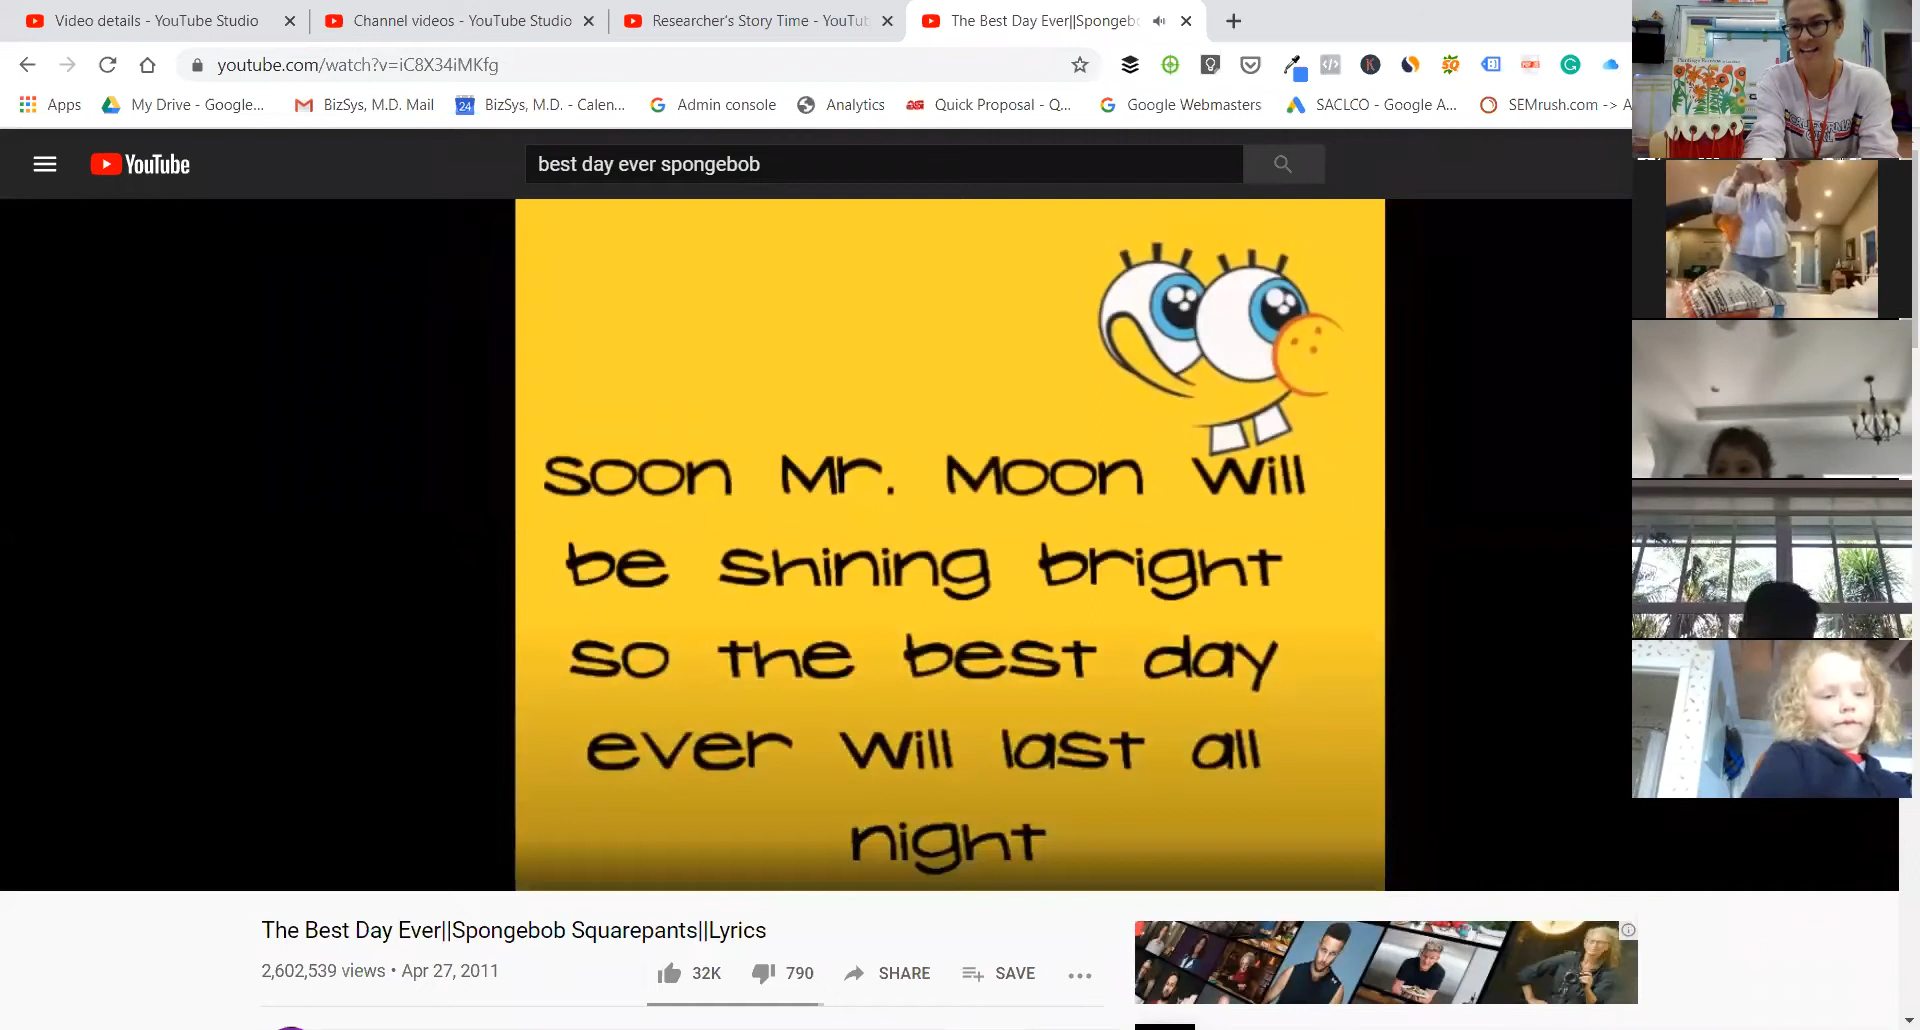 Video details - YouTube Studio
Channel videos - YouTube Studio
Researcher's Story Time - YouTu
The Best Day Ever||Spongebo
youtube.com/watch?v=iC8X34iMKfg
Apps
My Drive - Google...
BizSys, M.D. Mail
24
BizSys, M.D. - Calen...
Admin console
Analytics
Quick Proposal - Q...
Google Webmasters
SACLCO - Google A...
SEMrush.com -> A
YouTube
best day ever spongebob
soon Mr. Moon will
be shining bright
so the best day
ever will last all
night
The Best Day Ever||Spongebob Squarepants||Lyrics
2,602,539 views • Apr 27, 2011
32K
790
SHARE
SAVE